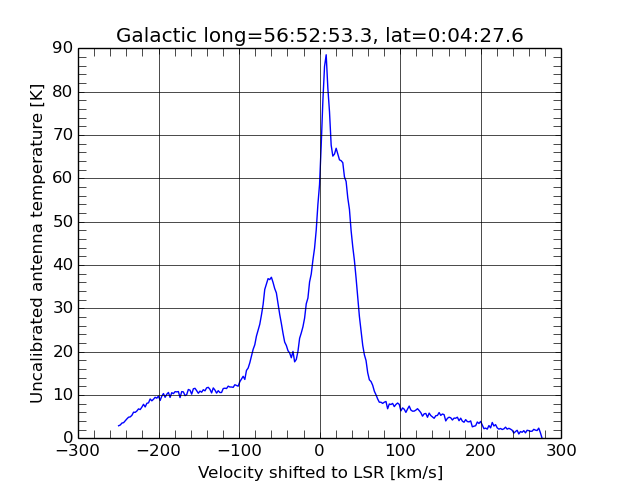 Galactic long=56:52:53.3, lat=0:04:27.6
90
80
70
60
50
40
30
20
10
0
Uncalibrated antenna temperature [K]
−300 −200 −100 0 100 200 300
Velocity shifted to LSR [km/s]